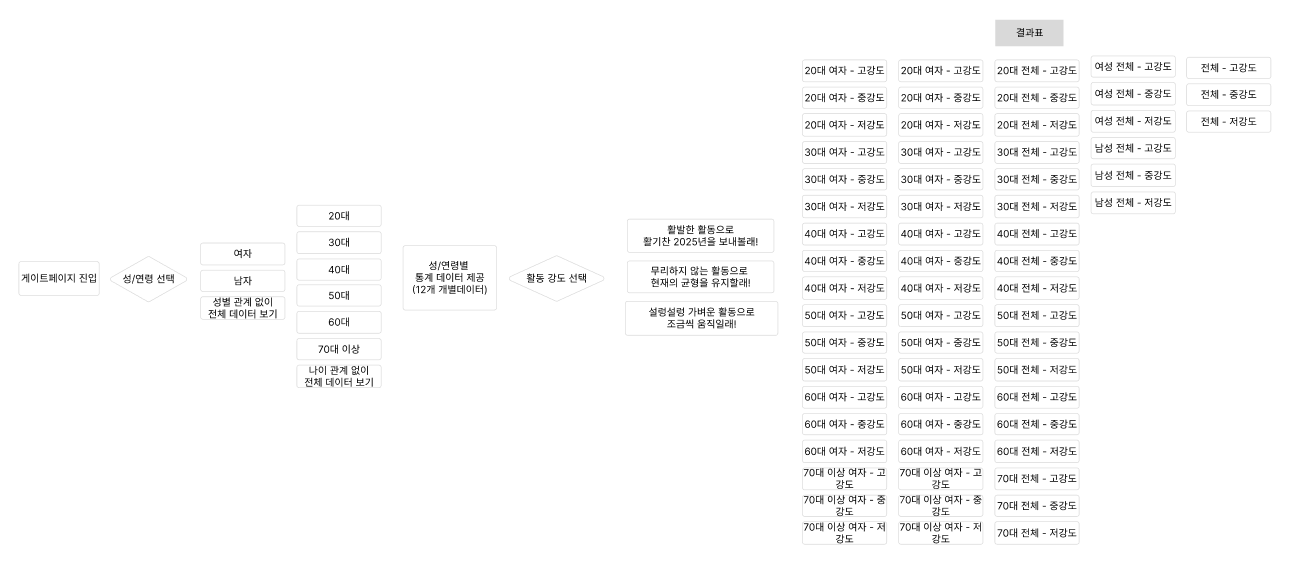 게이트페이지 진입
성/연령 선택
여자
남자
성별 관계 없이
전체 데이터 보기
20대
30대
40대
50대
60대
70대 이상
나이 관계 없이
전체 데이터 보기
성/연령별
통계 데이터 제공
(12개 개별데이터)
활동 강도 선택
활발한 활동으로
활기찬 2025년을 보내볼래!
무리하지 않는 활동으로
현재의 균형을 유지할래!
설렁설렁 가벼운 활동으로
조금씩 움직일래!
결과표
20대 여자 - 고강도
20대 여자 - 중강도
20대 여자 - 저강도
30대 여자 - 고강도
30대 여자 - 중강도
30대 여자 - 저강도
40대 여자 - 고강도
40대 여자 - 중강도
40대 여자 - 저강도
50대 여자 - 고강도
50대 여자 - 중강도
50대 여자 - 저강도
60대 여자 - 고강도
60대 여자 - 중강도
60대 여자 - 저강도
70대 이상 여자 - 고
강도
70대 이상 여자 - 중
강도
70대 이상 여자 - 저
강도
20대 여자 - 고강도
20대 여자 - 중강도
20대 여자 - 저강도
30대 여자 - 고강도
30대 여자 - 중강도
30대 여자 - 저강도
40대 여자 - 고강도
40대 여자 - 중강도
40대 여자 - 저강도
50대 여자 - 고강도
50대 여자 - 중강도
50대 여자 - 저강도
60대 여자 - 고강도
60대 여자 - 중강도
60대 여자 - 저강도
70대 이상 여자 - 고
강도
70대 이상 여자 - 중
강도
70대 이상 여자 - 저
강도
20대 전체 - 고강도
20대 전체 - 중강도
20대 전체 - 저강도
30대 전체 - 고강도
30대 전체 - 중강도
30대 전체 - 저강도
40대 전체 - 고강도
40대 전체 - 중강도
40대 전체 - 저강도
50대 전체 - 고강도
50대 전체 - 중강도
50대 전체 - 저강도
60대 전체 - 고강도
60대 전체 - 중강도
60대 전체 - 저강도
70대 전체 - 고강도
70대 전체 - 중강도
70대 전체 - 저강도
여성 전체 - 고강도
여성 전체 - 중강도
여성 전체 - 저강도
남성 전체 - 고강도
남성 전체 - 중강도
남성 전체 - 저강도
전체 - 고강도
전체 - 중강도
전체 - 저강도